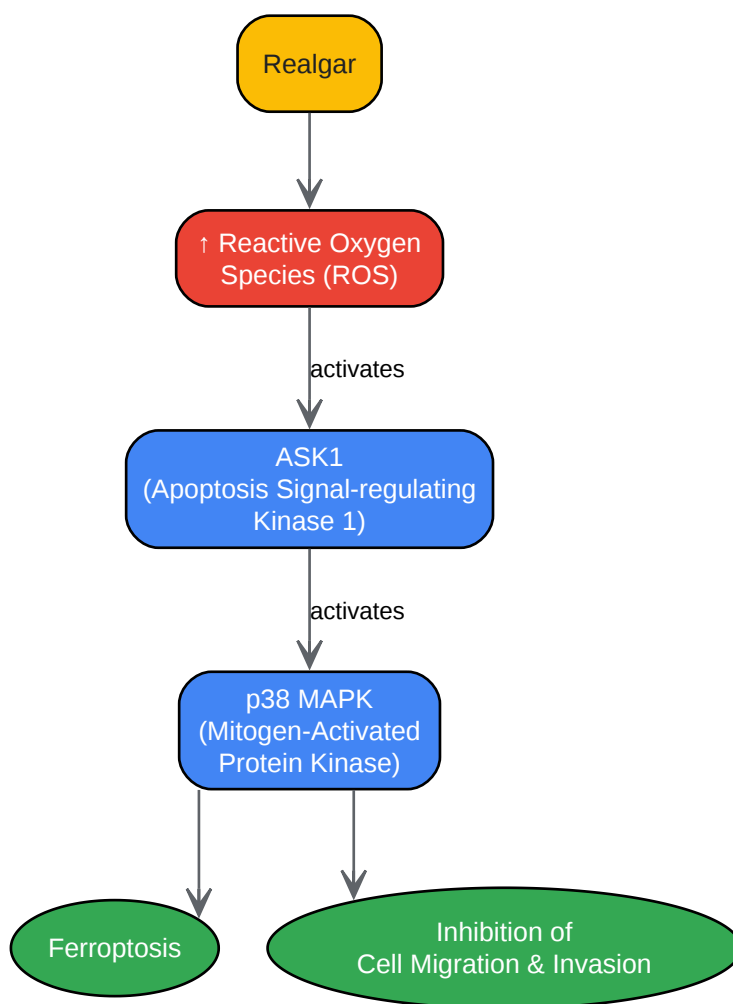 Realgar
↑ Reactive Oxygen
Species (ROS)
activates
ASK1
(Apoptosis Signal-regulating
Kinase 1)
activates
p38 MAPK
(Mitogen-Activated
Protein Kinase)
Ferroptosis
Inhibition of
Cell Migration & Invasion